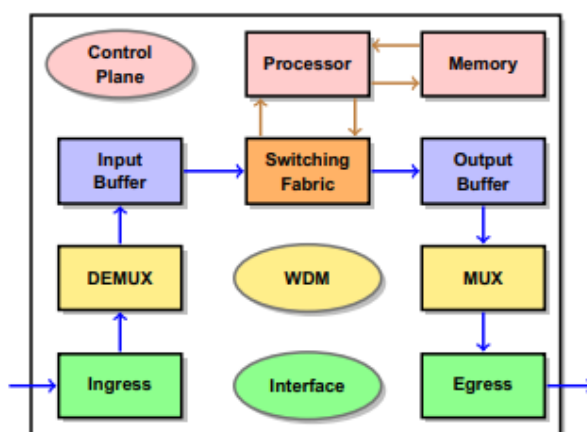 Control
Plane
Processor
Memory
Input
Buffer
Switching
Fabric
Output
Buffer
DEMUX
WDM
MUX
Ingress
Interface
Egress